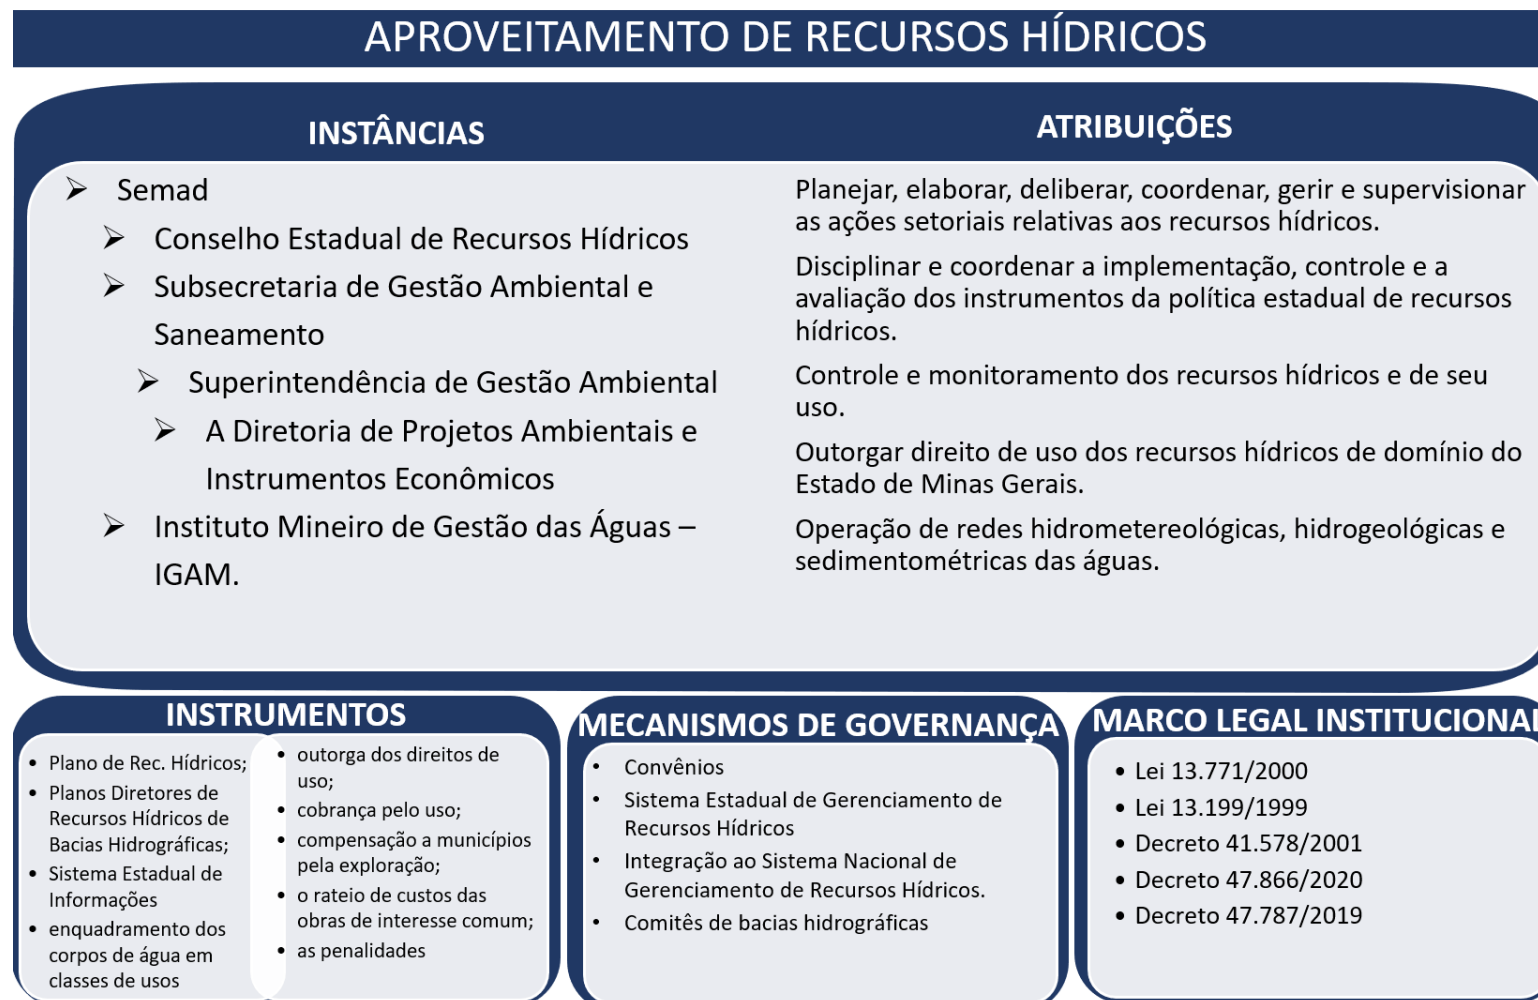 APROVEITAMENTO DE RECURSOS HÍDRICOS
INSTÂNCIAS
➢ Semad
➢ Conselho Estadual de Recursos Hídricos
➢ Subsecretaria de Gestão Ambiental e
Saneamento
➢ Superintendência de Gestão Ambiental
➢ A Diretoria de Projetos Ambientais e
Instrumentos Econômicos
➢ Instituto Mineiro de Gestão das Águas –
IGAM.
ATRIBUIÇÕES
Planejar, elaborar, deliberar, coordenar, gerir e supervisionar
as ações setoriais relativas aos recursos hídricos.
Disciplinar e coordenar a implementação, controle e a
avaliação dos instrumentos da política estadual de recursos
hídricos.
Controle e monitoramento dos recursos hídricos e de seu
uso.
Outorgar direito de uso dos recursos hídricos de domínio do
Estado de Minas Gerais.
Operação de redes hidrometereológicas, hidrogeológicas e
sedimentométricas das águas.
INSTRUMENTOS
• Plano de Rec. Hídricos;
• Planos Diretores de
Recursos Hídricos de
Bacias Hidrográficas;
• Sistema Estadual de
Informações
• enquadramento dos
corpos de água em
classes de usos
• outorga dos direitos de
uso;
• cobrança pelo uso;
• compensação a municípios
pela exploração;
• o rateio de custos das
obras de interesse comum;
• as penalidades
MECANISMOS DE GOVERNANÇA
• Convênios
• Sistema Estadual de Gerenciamento de
Recursos Hídricos
• Integração ao Sistema Nacional de
Gerenciamento de Recursos Hídricos.
• Comitês de bacias hidrográficas
MARCO LEGAL INSTITUCIONAL
• Lei 13.771/2000
• Lei 13.199/1999
• Decreto 41.578/2001
• Decreto 47.866/2020
• Decreto 47.787/2019